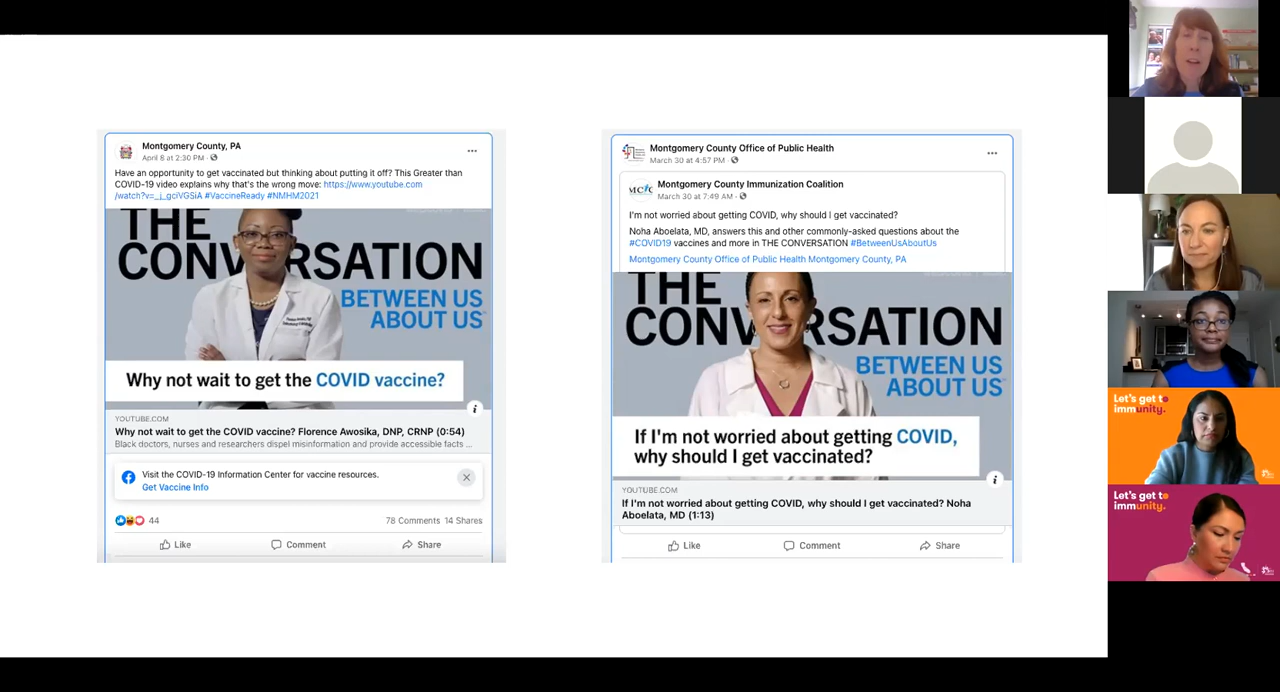 Montgomery County, PA
April 8 at 2:30 PM ·
Have an opportunity to get vaccinated but thinking about putting it off? This Greater than
COVID-19 video explains why that's the wrong move: https://www.youtube.com
/watch?v=_j_gciVGSiA #VaccineReady #NMHM2021
THE
CONVERSATION
BETWEEN US
ABOUT US
Why not wait to get the COVID vaccine?
YOUTUBE.COM
Why not wait to get the COVID vaccine? Florence Awosika, DNP, CRNP (0:54)
Black doctors, nurses and researchers dispel misinformation and provide accessible facts ...
Visit the COVID-19 Information Center for vaccine resources.
Get Vaccine Info
44
78 Comments 14 Shares
Like Comment Share
Montgomery County Office of Public Health
March 30 at 4:57 PM ·
MCIC
Montgomery County Immunization Coalition
March 30 at 7:49 AM ·
I'm not worried about getting COVID, why should I get vaccinated?
Noha Aboelata, MD, answers this and other commonly-asked questions about the
#COVID19 vaccines and more in THE CONVERSATION #BetweenUsAboutUs
Montgomery County Office of Public Health Montgomery County, PA
THE
CONVERSATION
BETWEEN US
ABOUT US
If I'm not worried about getting COVID,
why should I get vaccinated?
YOUTUBE.COM
If I'm not worried about getting COVID, why should I get vaccinated? Noha
Aboelata, MD (1:13)
Like Comment Share
Let's get to
immunity.
Let's get to
immunity.